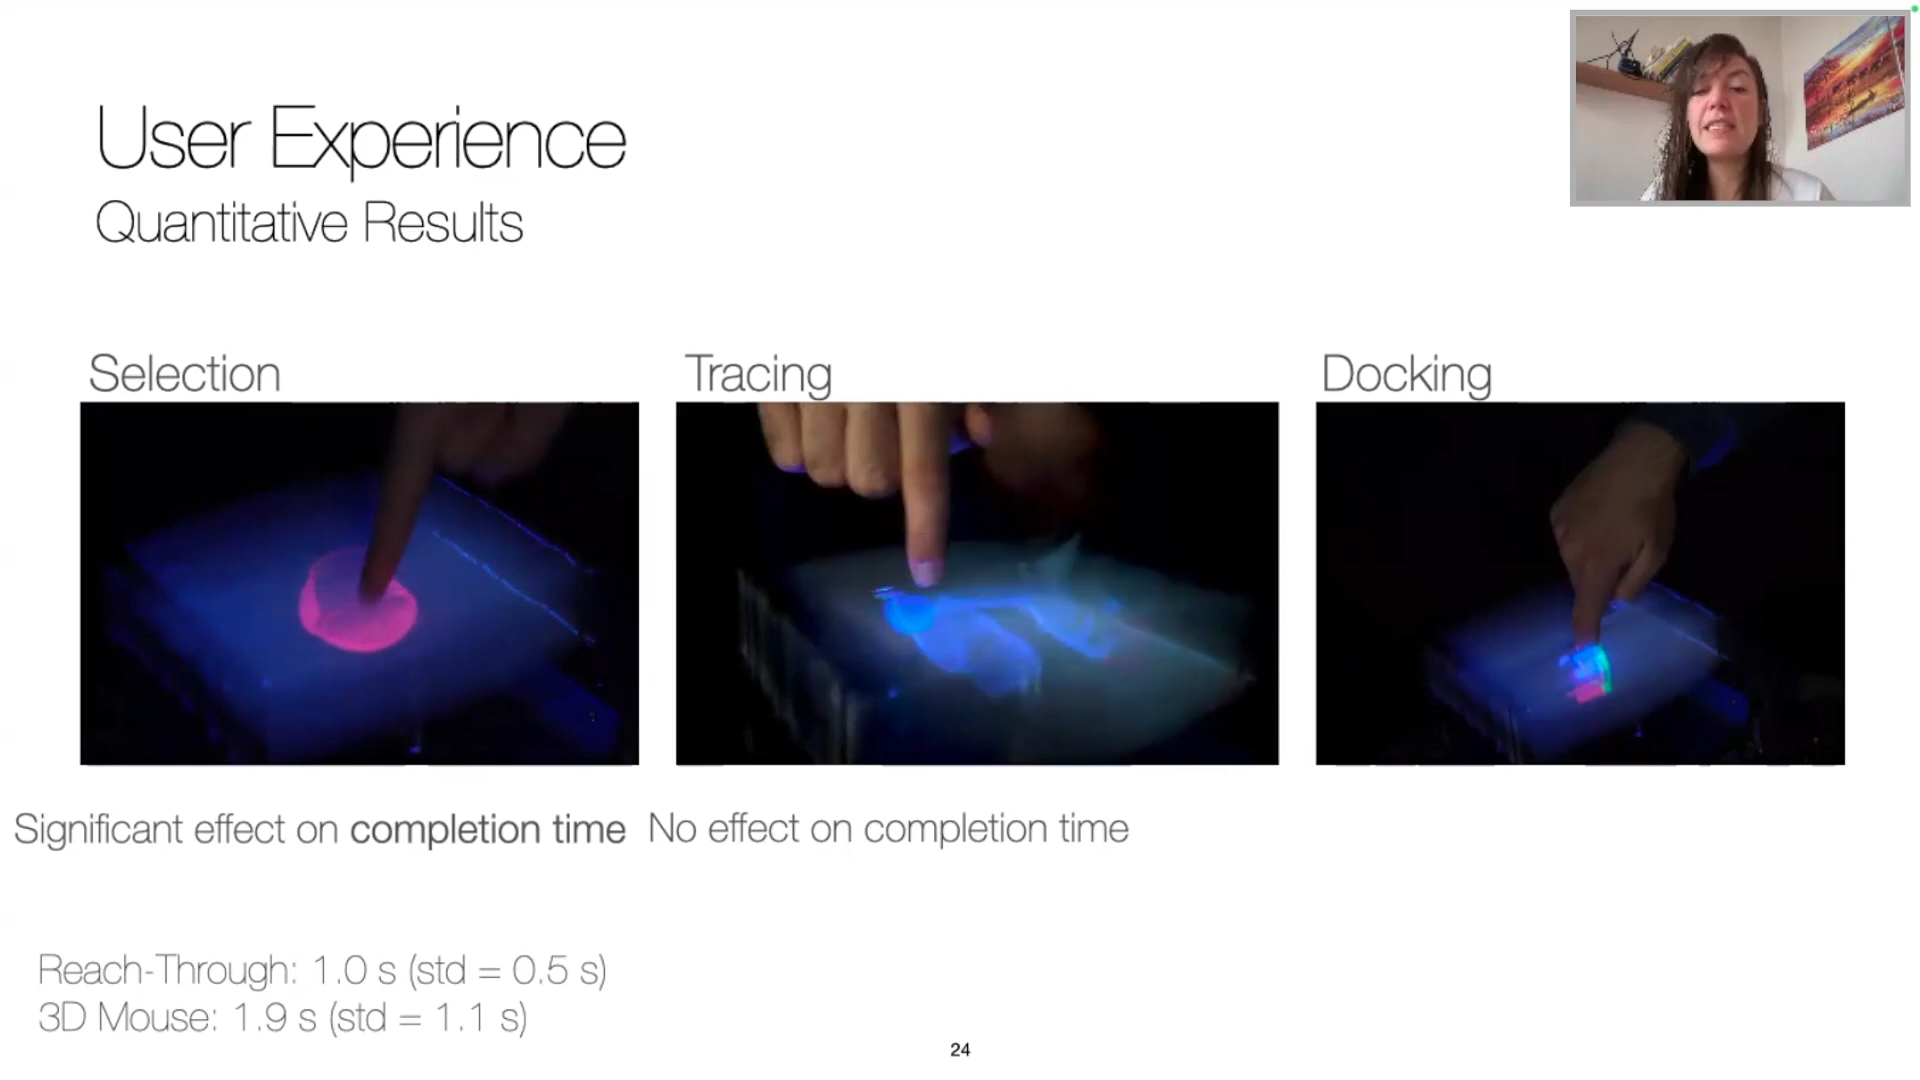 User Experience
Quantitative Results
Selection
Tracing
Docking
Significant effect on completion time
No effect on completion time
Reach-Through: 1.0 s (std = 0.5 s)
3D Mouse: 1.9 s (std = 1.1 s)
24